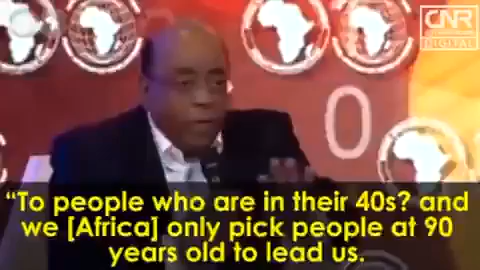 CNR
DIGITAL
0
“To people who are in their 40s? and
we [Africa] only pick people at 90
years old to lead us.